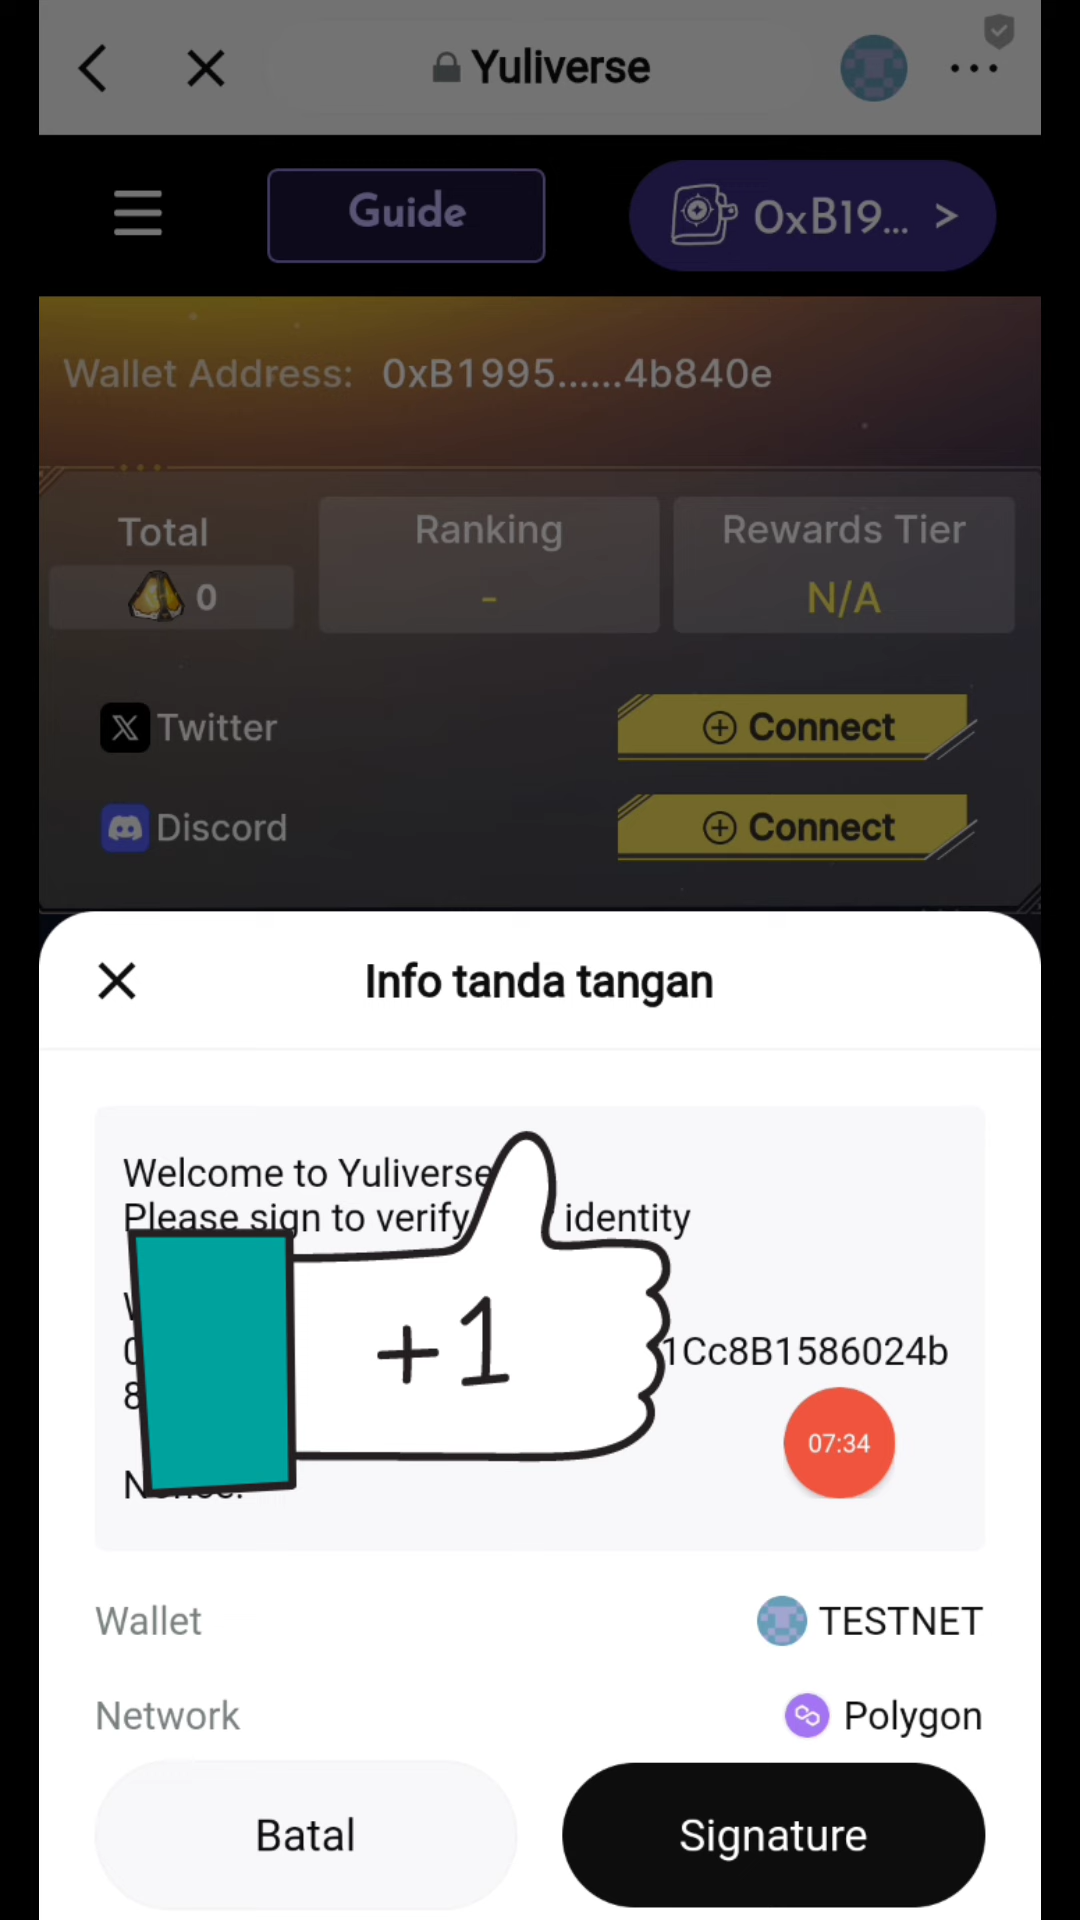 Yuliverse
Guide
0xB19... >
Wallet Address: 0xB1995......4b840e
Total
Ranking
Rewards Tier
0
-
N/A
Twitter
Connect
Discord
Connect
Info tanda tangan
Welcome to Yuliverse
Please sign to verify identity
1Cc8B1586024b
+1
07:34
Wallet
TESTNET
Network
Polygon
Batal
Signature